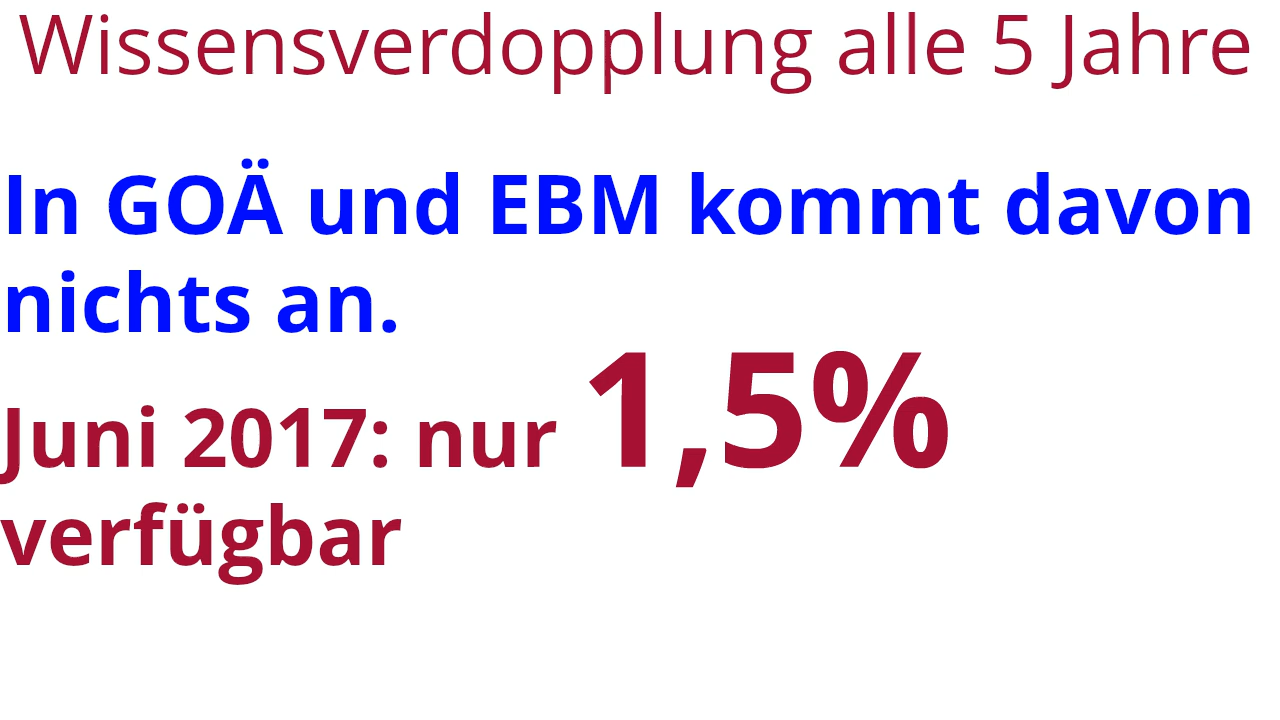 Wissensverdopplung alle 5 Jahre
In GOÄ und EBM kommt davon
nichts an.
Juni 2017: nur 1,5%
verfügbar